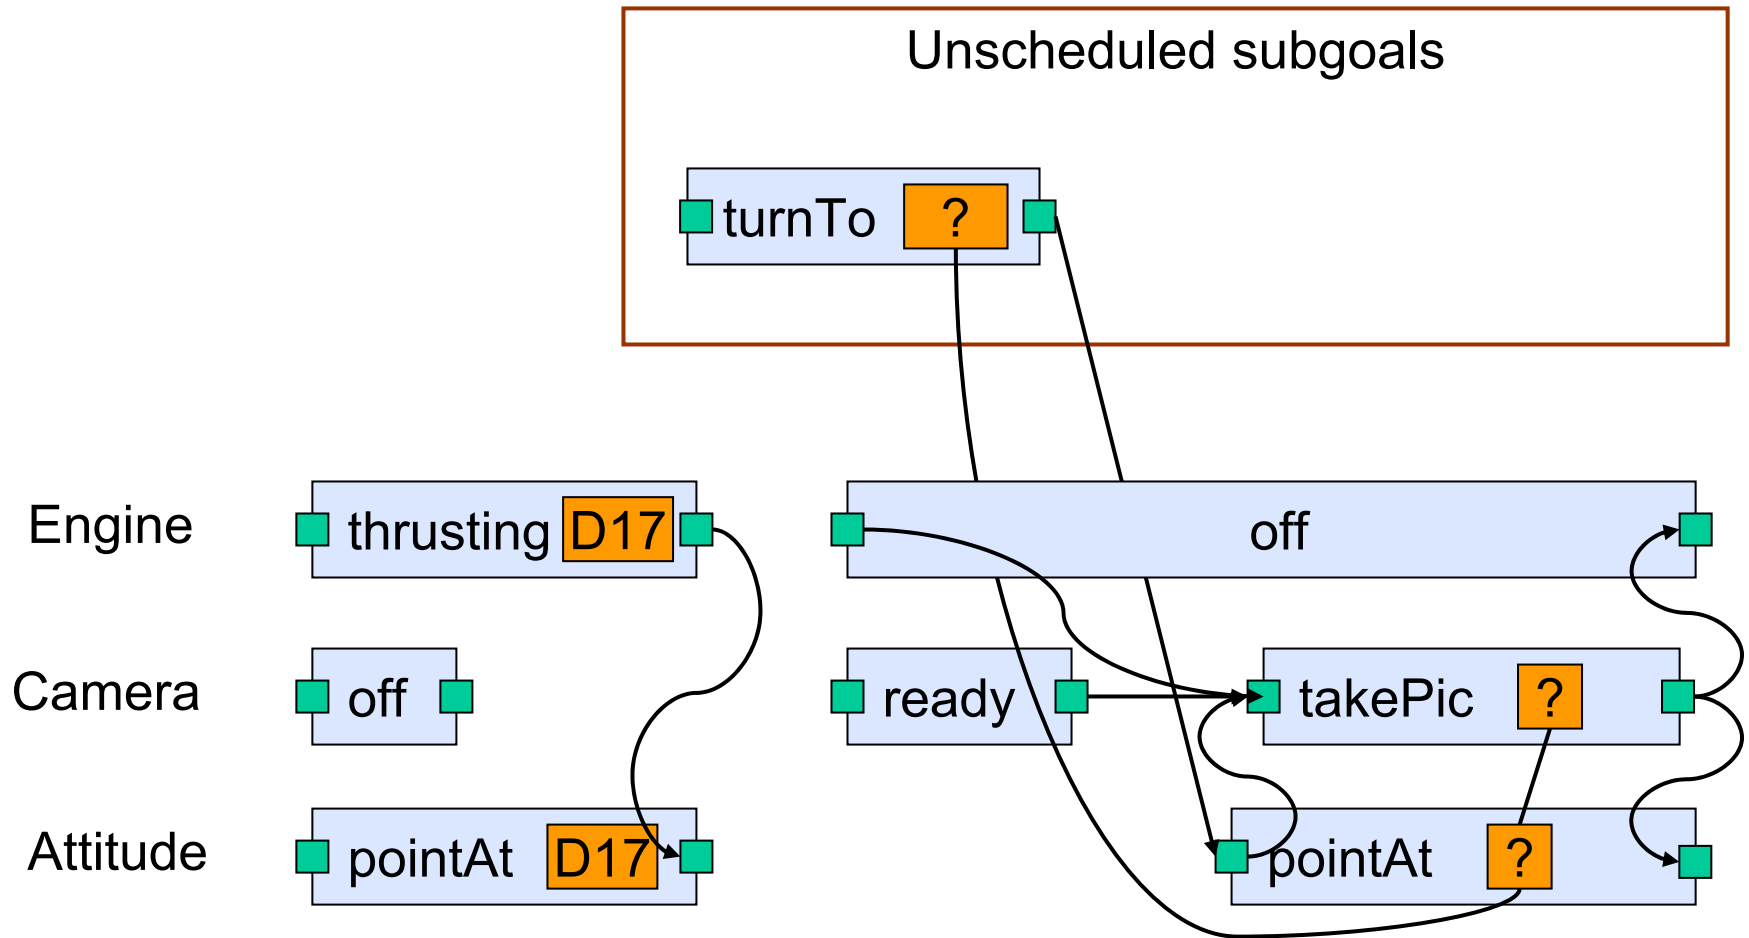 Unscheduled subgoals
turnTo ?
Engine thrusting D17 off
Camera off ready takePic ?
Attitude pointAt D17 pointAt ?